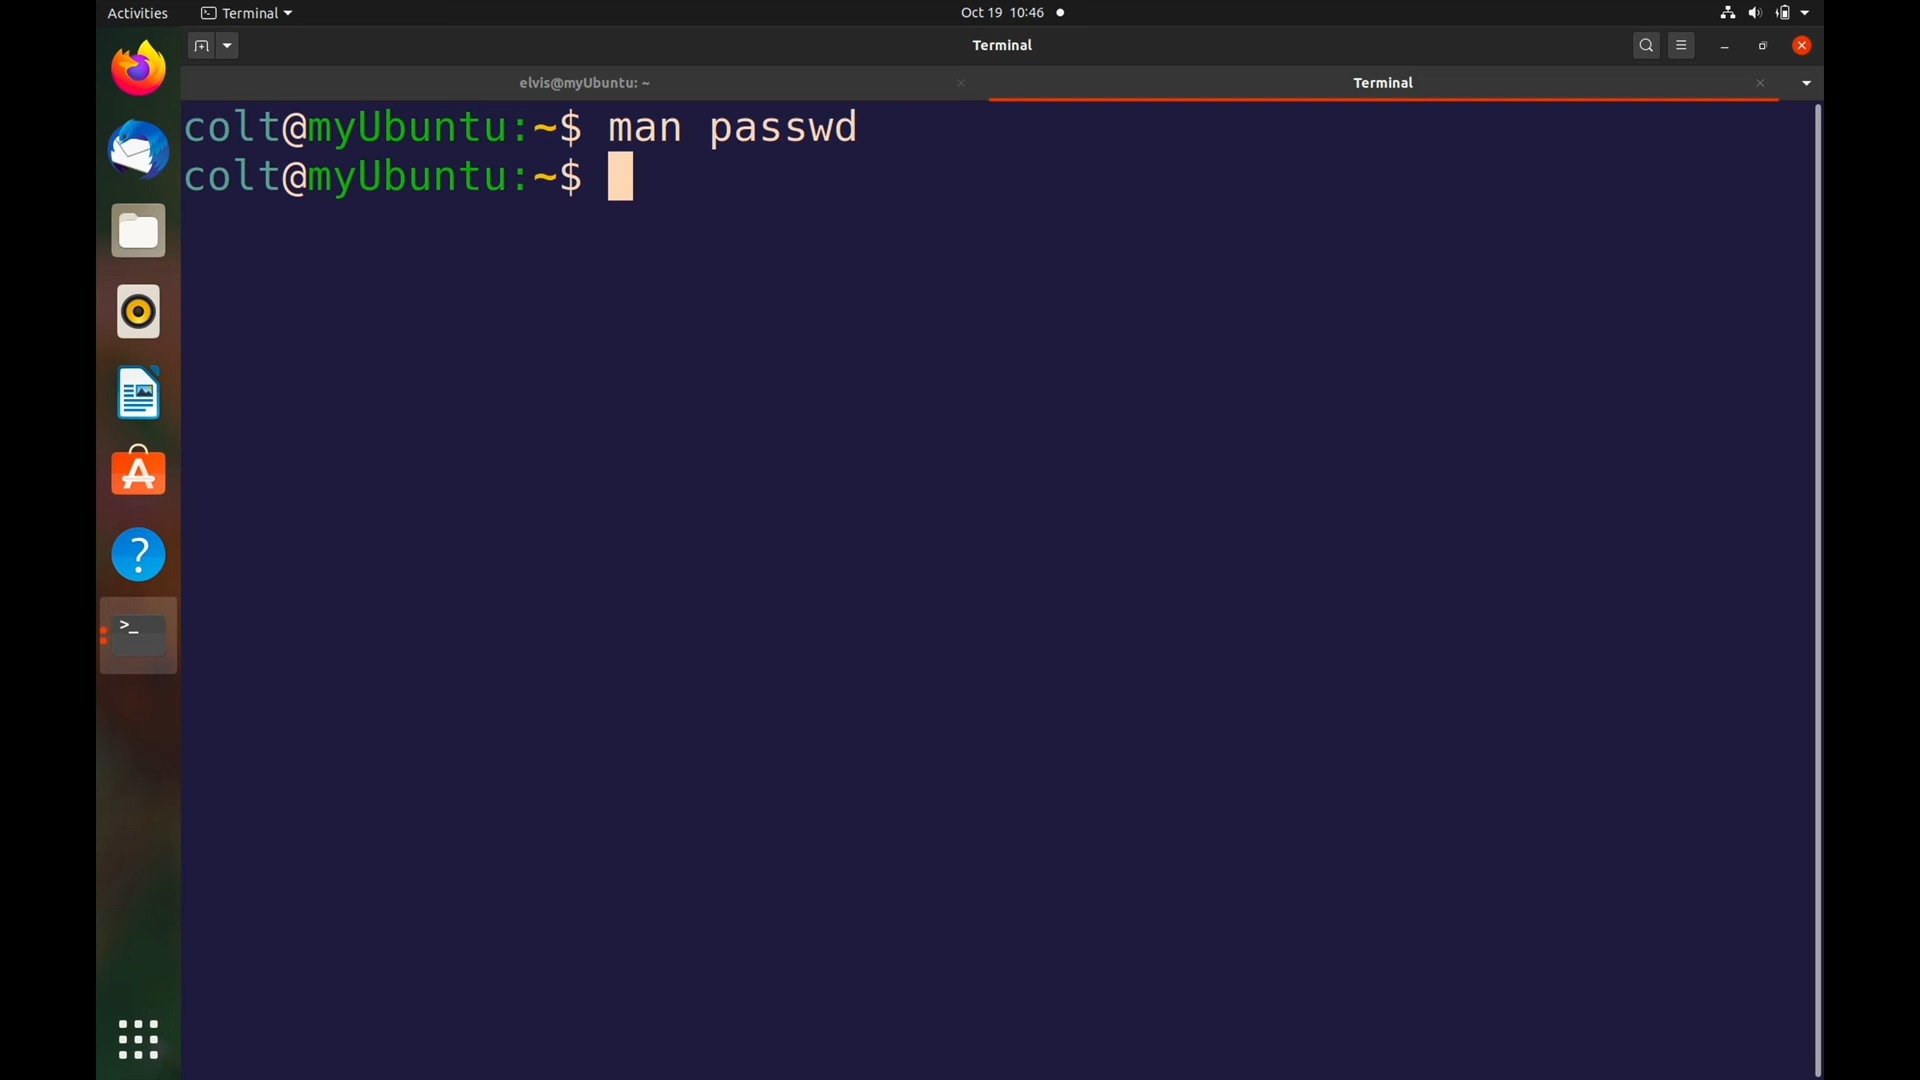 Activities
Terminal
Oct 19 10:46
Terminal
elvis@myUbuntu: ~
Terminal
colt@myUbuntu:~$ man passwd
colt@myUbuntu:~$
>_